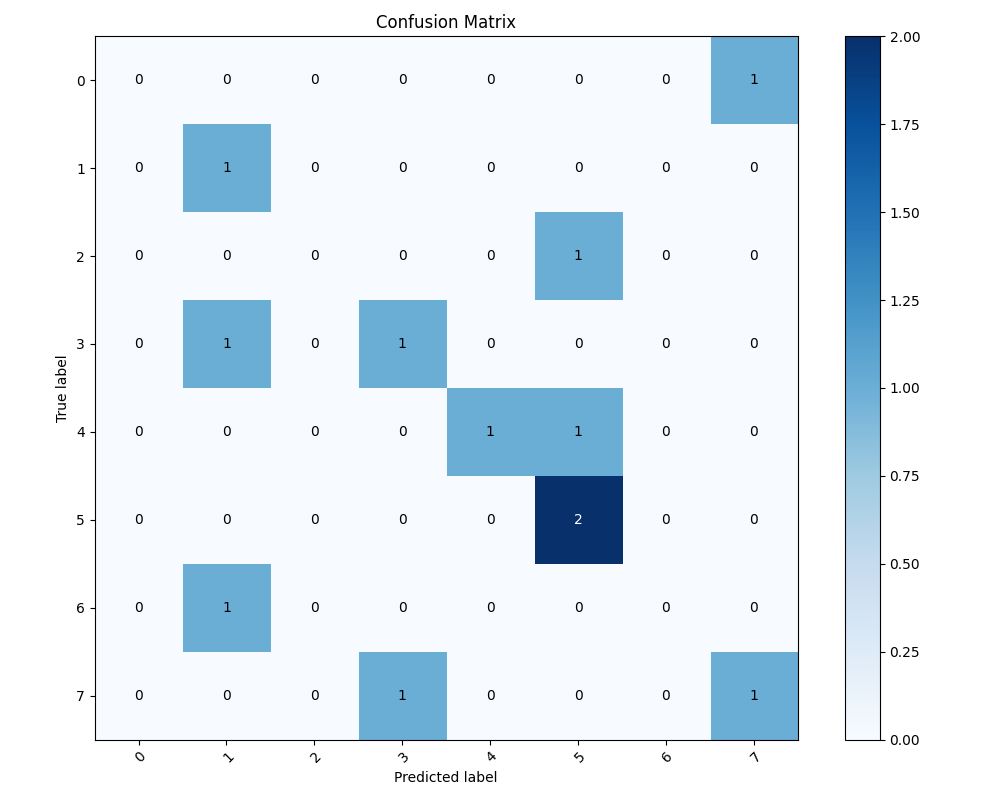 Confusion Matrix
0 0 0 0 0 0 0 0 1
1 0 1 0 0 0 0 0 0
2 0 0 0 0 0 1 0 0
3 0 1 0 1 0 0 0 0
4 0 0 0 0 1 1 0 0
5 0 0 0 0 0 2 0 0
6 0 1 0 0 0 0 0 0
7 0 0 0 1 0 0 0 1
0 1 2 3 4 5 6 7
True label
Predicted label
2.00
1.75
1.50
1.25
1.00
0.75
0.50
0.25
0.00